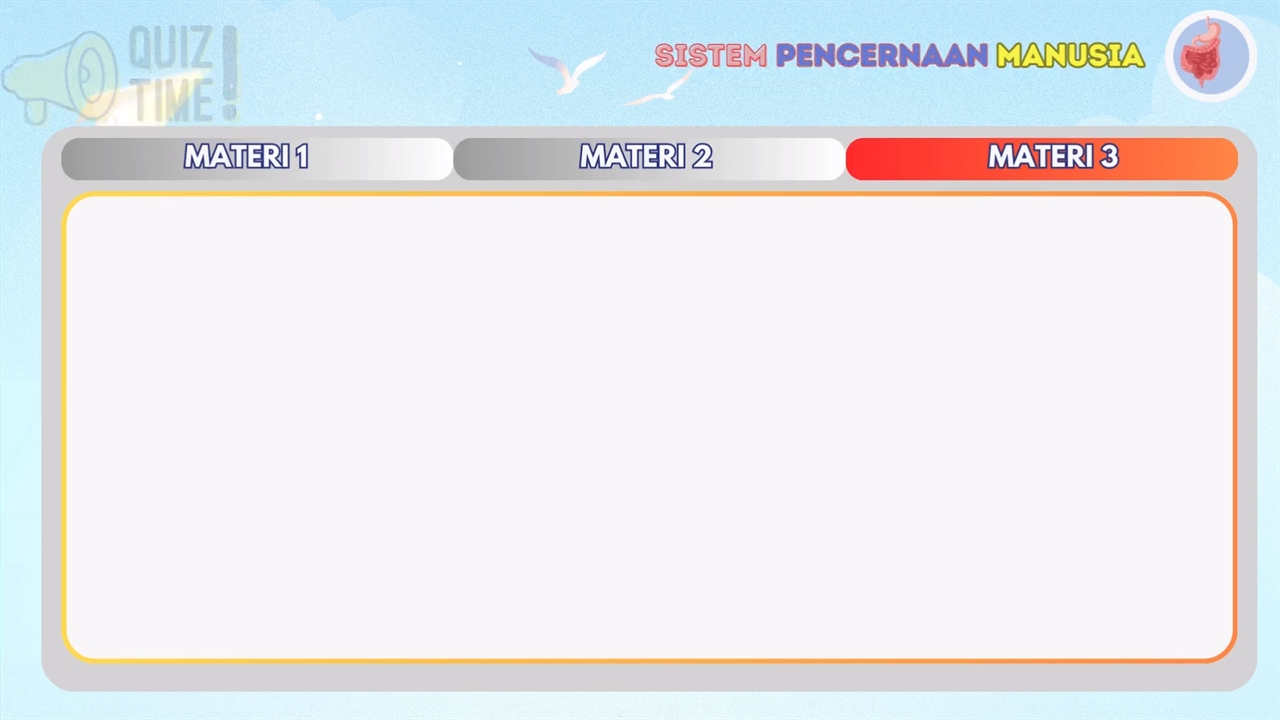 QUIZ
TIME!
SISTEM PENCERNAAN MANUSIA
MATERI 1
MATERI 2
MATERI 3